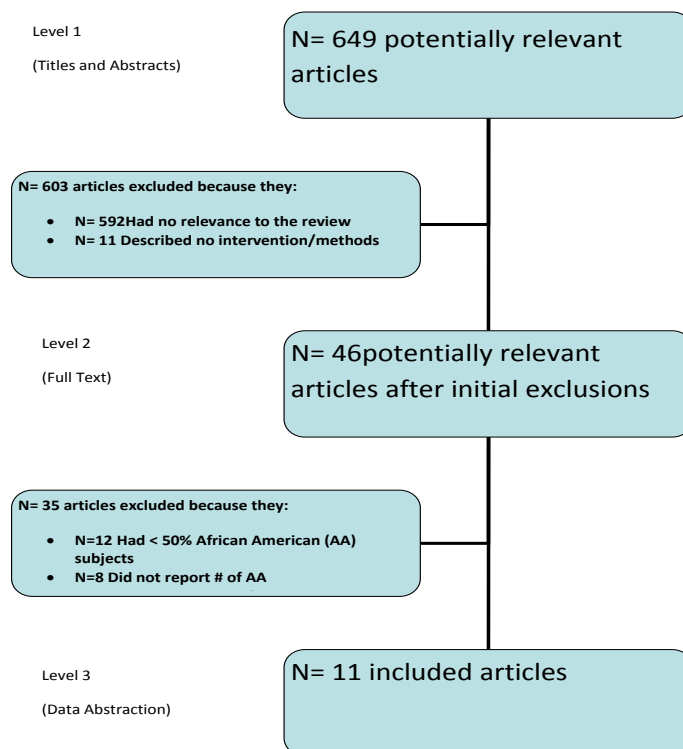 Level 1
(Titles and Abstracts)
N= 649 potentially relevant
articles
N= 603 articles excluded because they:
• N= 592Had no relevance to the review
• N= 11 Described no intervention/methods
Level 2
(Full Text)
N= 46potentially relevant
articles after initial exclusions
N= 35 articles excluded because they:
• N=12 Had < 50% African American (AA)
subjects
• N=8 Did not report # of AA
Level 3
(Data Abstraction)
N= 11 included articles